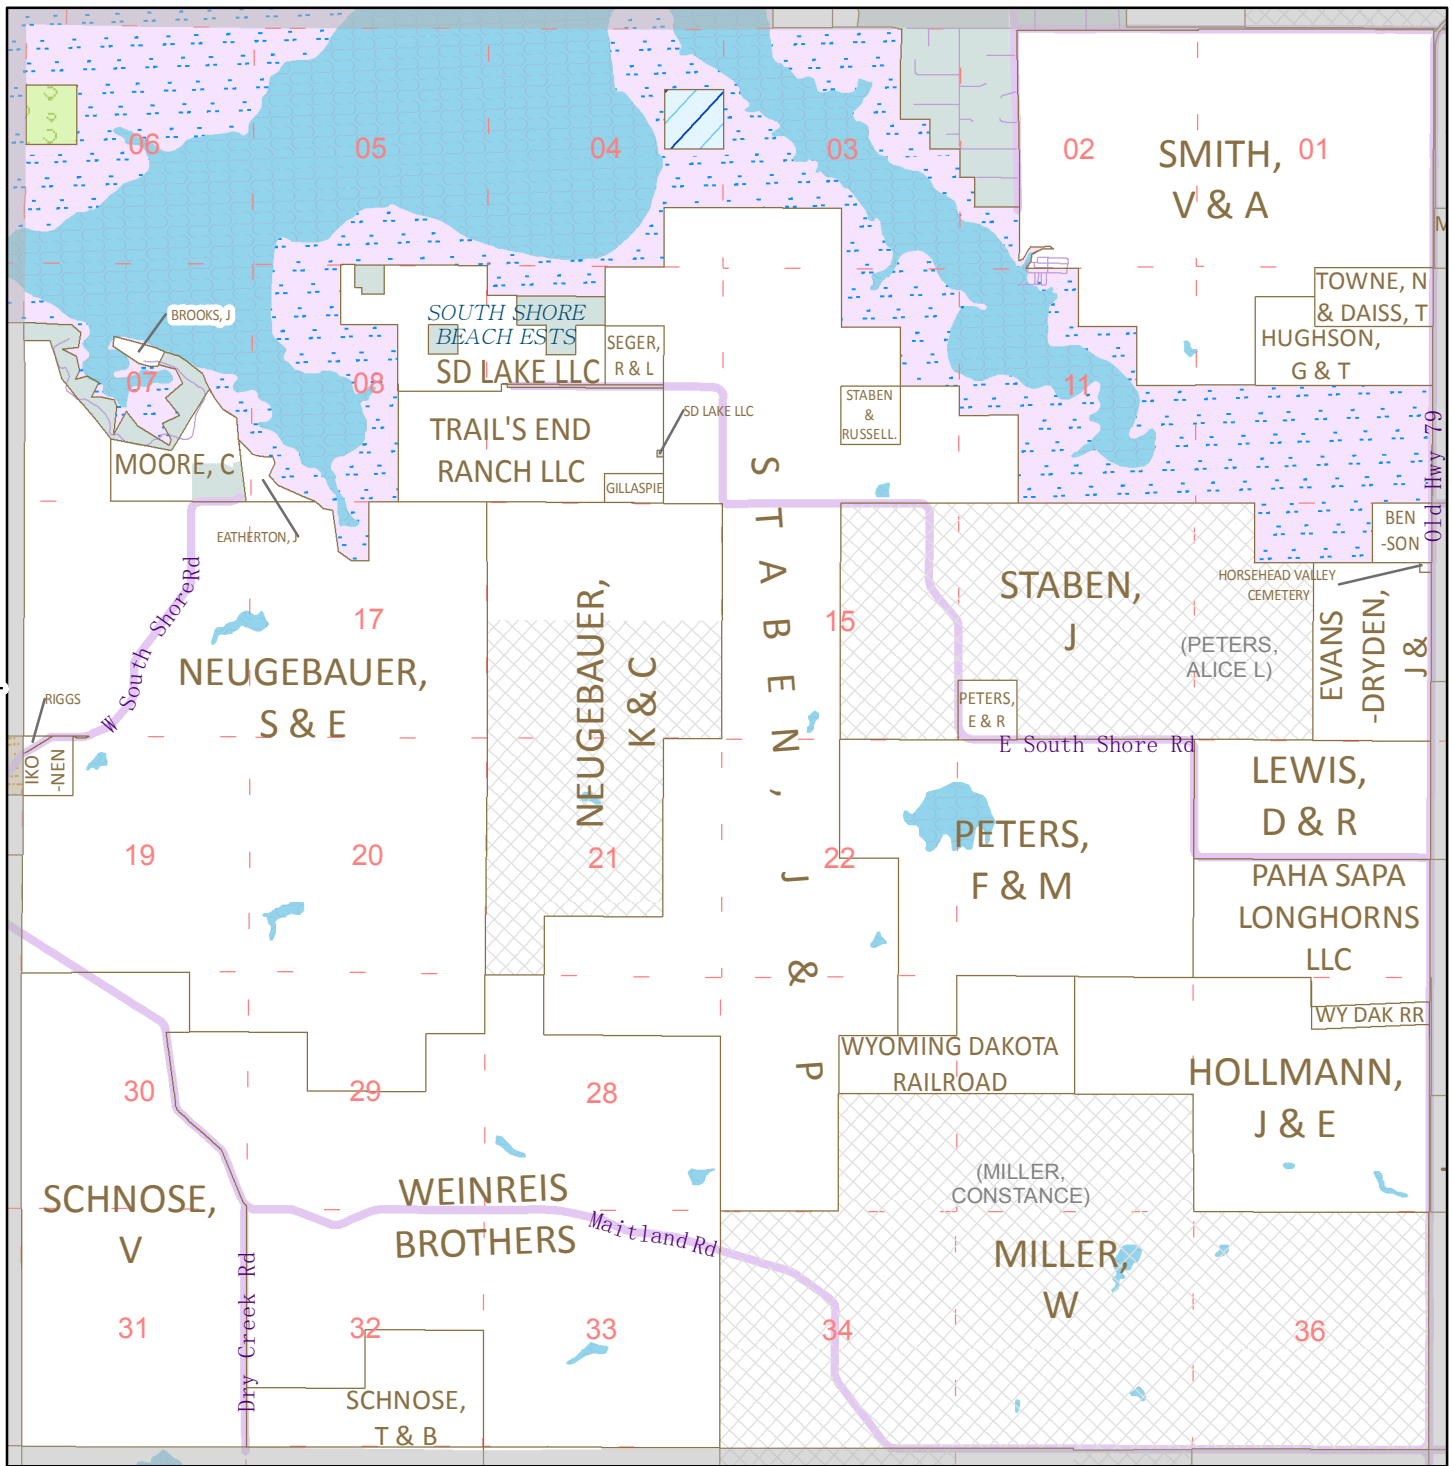 06
05
04
03
02
01
SMITH,
V & A
TOWNE, N
& DAISS, T
HUGHSON,
G & T
BROOKS, J
SOUTH SHORE
BEACH ESTS
SEGER,
R & L
SD LAKE LLC
07
08
11
STABEN
&
RUSSELL.
SD LAKE LLC
TRAIL'S END
RANCH LLC
GILLASPIE
MOORE, C
EATHERTON, J
Old Hwy 79
BEN
-SON
HORSEHEAD VALLEY
CEMETERY
EVANS
-DRYDEN,
J &
STABEN,
J
(PETERS,
ALICE L)
PETERS,
E & R
E South Shore Rd
15
17
W South Shore Rd
NEUGEBAUER,
S & E
NEUGEBAUER,
K & C
STABEN, J & P
RIGGS
IKO
-NEN
19
20
21
22
PETERS,
F & M
LEWIS,
D & R
PAHA SAPA
LONGHORNS
LLC
WY DAK RR
WYOMING DAKOTA
RAILROAD
HOLLMANN,
J & E
30
29
28
SCHNOSE,
V
WEINREIS
BROTHERS
Maitland Rd
(MILLER,
CONSTANCE)
MILLER,
W
Dry Creek Rd
31
32
33
34
36
SCHNOSE,
T & B